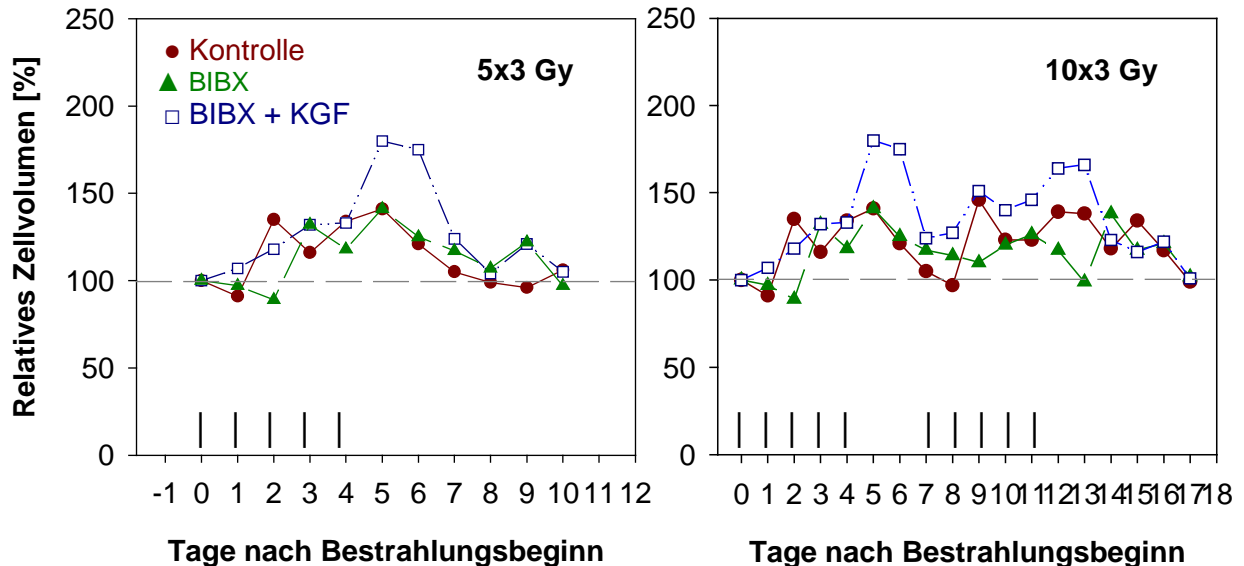 Relatives Zellvolumen [%]
250
200
150
100
50
0
Kontrolle
BIBX
BIBX + KGF
5x3 Gy
-1 0 1 2 3 4 5 6 7 8 9 10 11 12
Tage nach Bestrahlungsbeginn
250
200
150
100
50
0
10x3 Gy
0 1 2 3 4 5 6 7 8 9 10 11 12 13 14 15 16 17 18
Tage nach Bestrahlungsbeginn